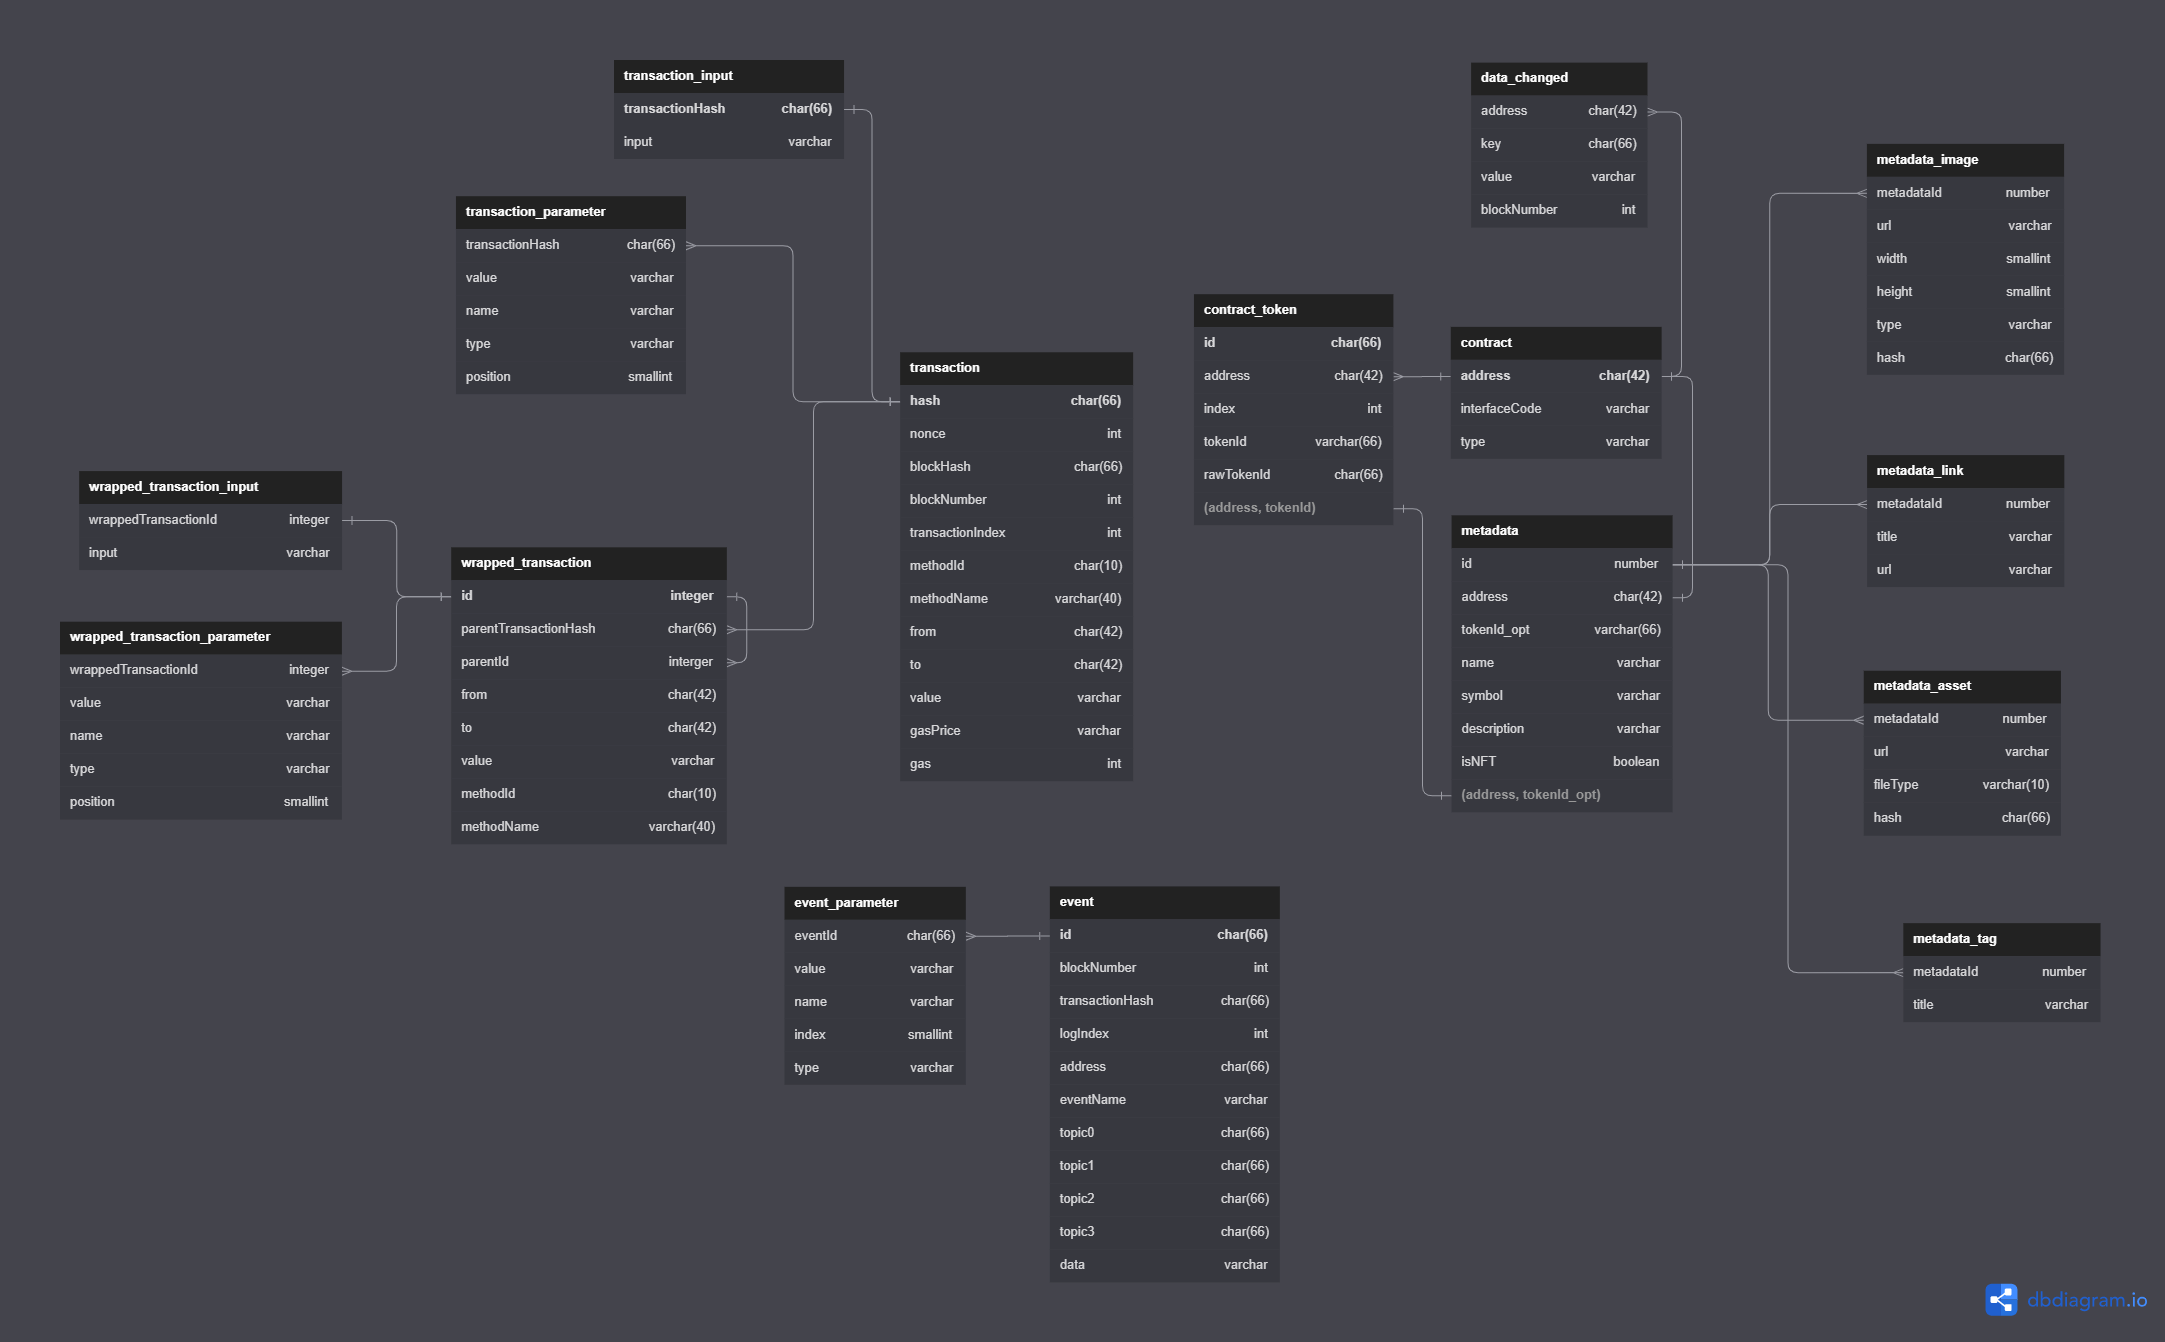 transaction_input
transactionHash char(66)
input varchar
transaction_parameter
transactionHash char(66)
value varchar
name varchar
type varchar
position smallint
wrapped_transaction_input
wrappedTransactionId integer
input varchar
wrapped_transaction_parameter
wrappedTransactionId integer
value varchar
name varchar
type varchar
position smallint
wrapped_transaction
id integer
parentTransactionHash char(66)
parentId interger
from char(42)
to char(42)
value varchar
methodId char(10)
methodName varchar(40)
transaction
hash char(66)
nonce int
blockHash char(66)
blockNumber int
transactionIndex int
methodId char(10)
methodName varchar(40)
from char(42)
to char(42)
value varchar
gasPrice varchar
gas int
event_parameter
eventId char(66)
value varchar
name varchar
index smallint
type varchar
event
id char(66)
blockNumber int
transactionHash char(66)
logIndex int
address char(66)
eventName varchar
topic0 char(66)
topic1 char(66)
topic2 char(66)
topic3 char(66)
data varchar
data_changed
address char(42)
key char(66)
value varchar
blockNumber int
contract_token
id char(66)
address char(42)
index int
tokenId varchar(66)
rawTokenId char(66)
(address, tokenId)
contract
address char(42)
interfaceCode varchar
type varchar
metadata
id number
address char(42)
tokenId_opt varchar(66)
name varchar
symbol varchar
description varchar
isNFT boolean
(address, tokenId_opt)
metadata_image
metadataId number
url varchar
width smallint
height smallint
type varchar
hash char(66)
metadata_link
metadataId number
title varchar
url varchar
metadata_asset
metadataId number
url varchar
fileType varchar(10)
hash char(66)
metadata_tag
metadataId number
title varchar
dbdiagram.io